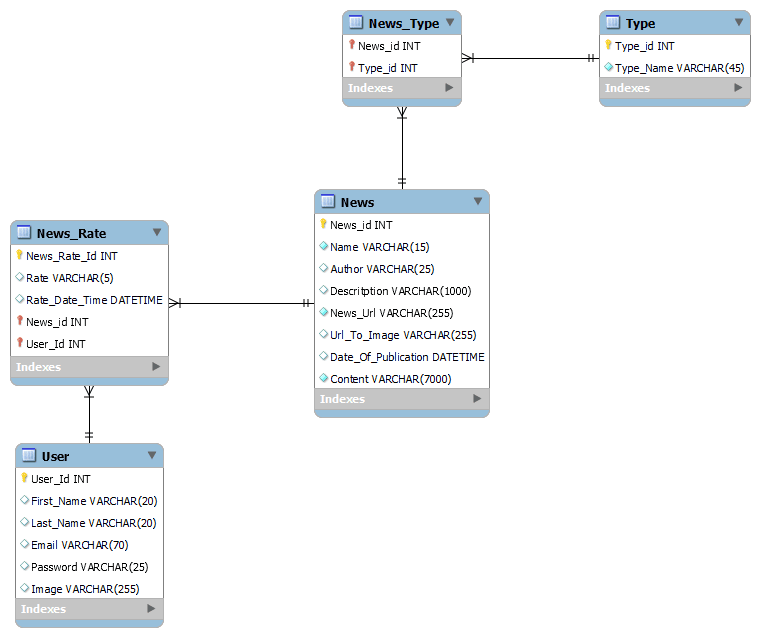 News_Type
News_id INT
Type_id INT
Indexes
Type
Type_id INT
Type_Name VARCHAR(45)
Indexes
News
News_id INT
Name VARCHAR(15)
Author VARCHAR(25)
Descritption VARCHAR(1000)
News_Url VARCHAR(255)
Url_To_Image VARCHAR(255)
Date_Of_Publication DATETIME
Content VARCHAR(7000)
Indexes
News_Rate
News_Rate_Id INT
Rate VARCHAR(5)
Rate_Date_Time DATETIME
News_id INT
User_Id INT
Indexes
User
User_Id INT
First_Name VARCHAR(20)
Last_Name VARCHAR(20)
Email VARCHAR(70)
Password VARCHAR(25)
Image VARCHAR(255)
Indexes